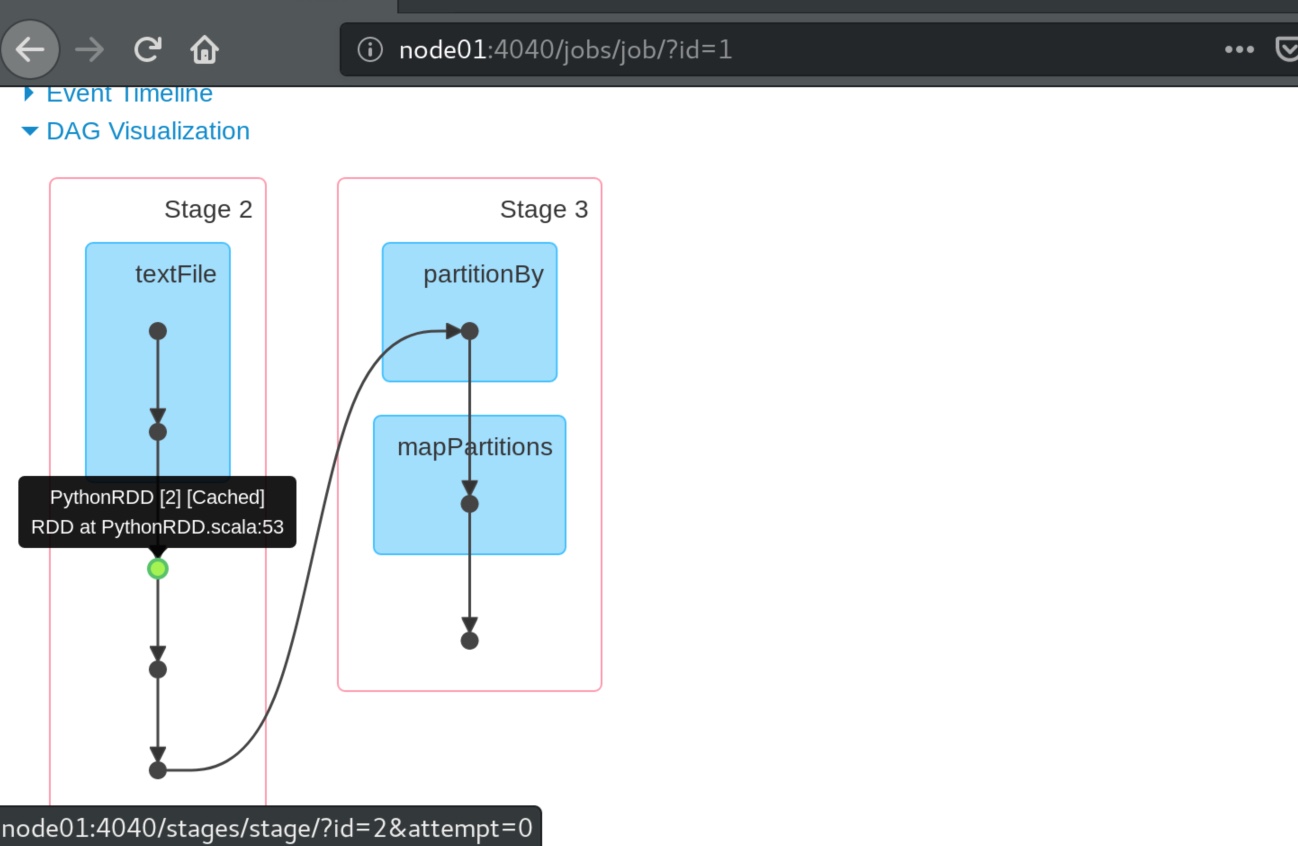 node01:4040/jobs/job/?id=1
Event Timeline
DAG Visualization
Stage 2
Stage 3
textFile
partitionBy
mapPartitions
PythonRDD [2] [Cached]
RDD at PythonRDD.scala:53
node01:4040/stages/stage/?id=2&attempt=0